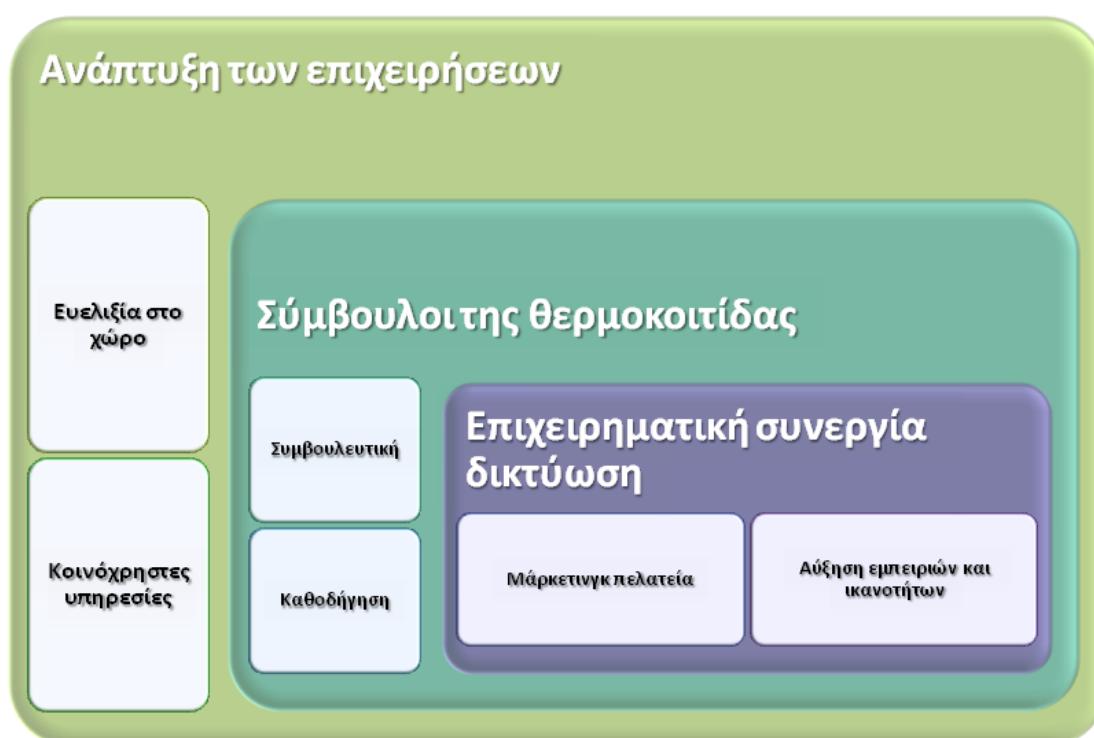 Ανάπτυξη των επιχειρήσεων
Ευελιξία στο
χώρο
Κοινόχρηστες
υπηρεσίες
Σύμβουλοι της θερμοκοιτίδας
Συμβουλευτική
Καθοδήγηση
Επιχειρηματική συνεργία
δικτύωση
Μάρκετινγκ πελατεία
Αύξηση εμπειριών και
ικανοτήτων